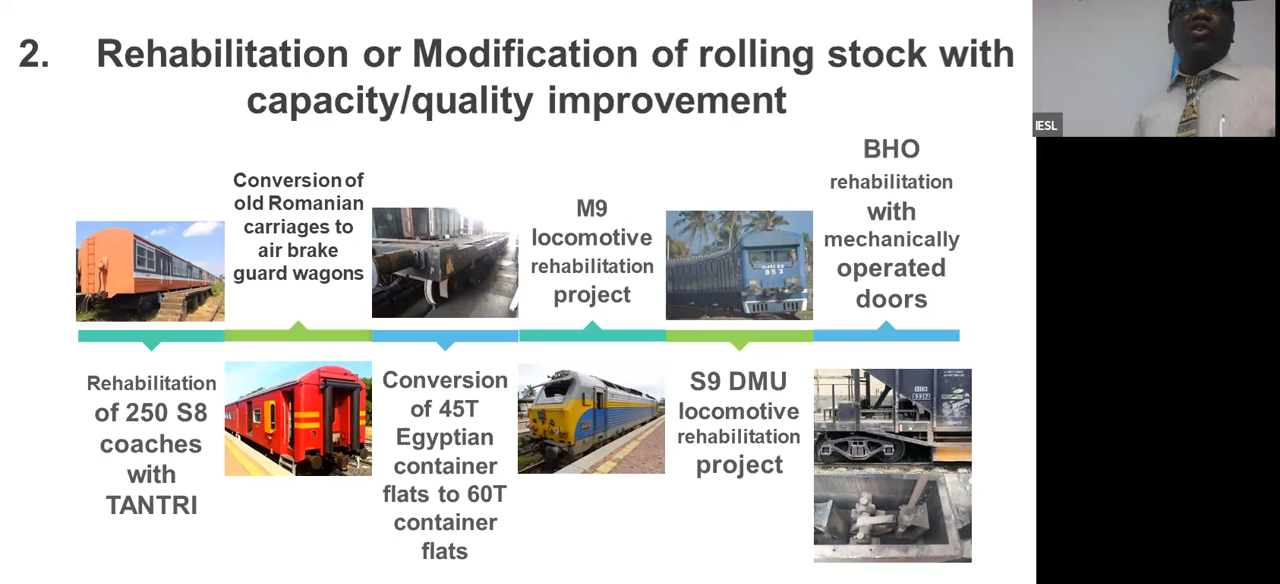 2. Rehabilitation or Modification of rolling stock with
capacity/quality improvement
IESL
Rehabilitation
of 250 S8
coaches
with
TANTRI
Conversion of
old Romanian
carriages to
air brake
guard wagons
Conversion
of 45T
Egyptian
container
flats to 60T
container
flats
M9
locomotive
rehabilitation
project
S9 DMU
locomotive
rehabilitation
project
853
BHO
rehabilitation
with
mechanically
operated
doors
BHO